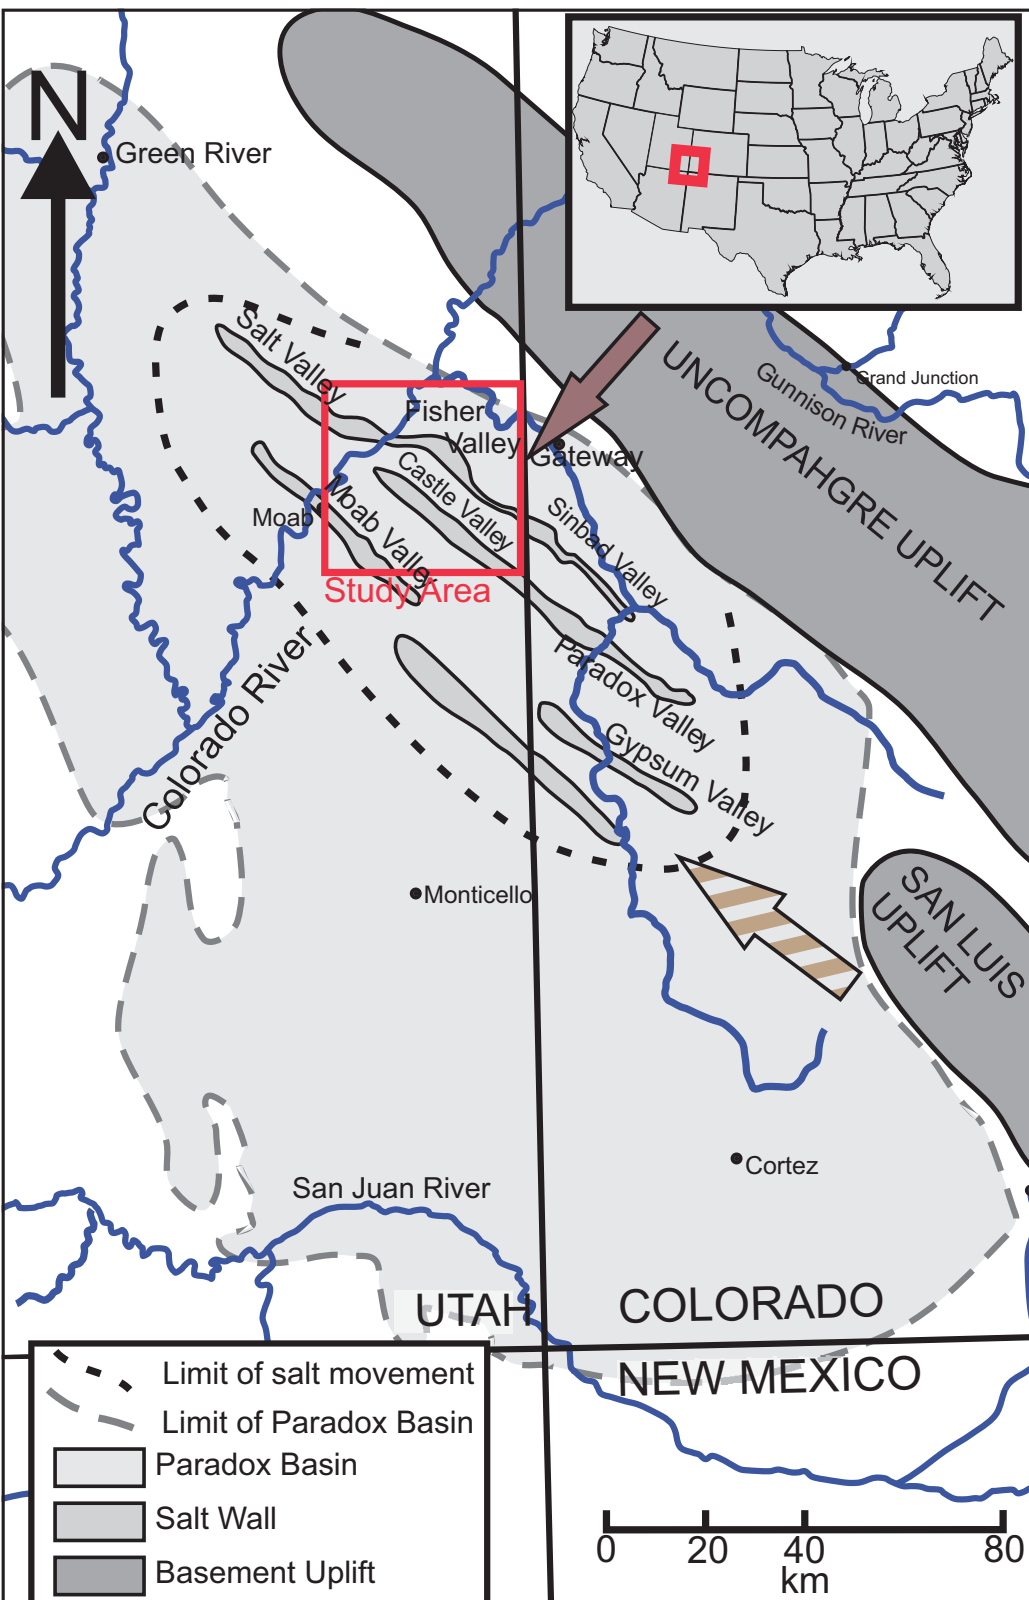 N
Green River
Salt Valley
Fisher
Valley
Gateway
Castle Valley
Moab Valley
Moab
Study Area
Sinbad Valley
Paradox Valley
Gypsum Valley
UNCOMPAHGRE UPLIFT
Gunnison River
Grand Junction
Colorado River
Monticello
SAN LUIS
UPLIFT
Cortez
San Juan River
UTAH
COLORADO
NEW MEXICO
Limit of salt movement
Limit of Paradox Basin
Paradox Basin
Salt Wall
Basement Uplift
0 20 40 80
km